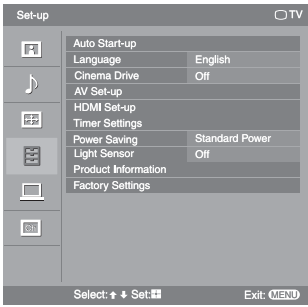 Set-up TV
Auto Start-up
Language English
Cinema Drive Off
AV Set-up
HDMI Set-up
Timer Settings
Power Saving Standard Power
Light Sensor Off
Product Information
Factory Settings
Select: Set: Exit: MENU